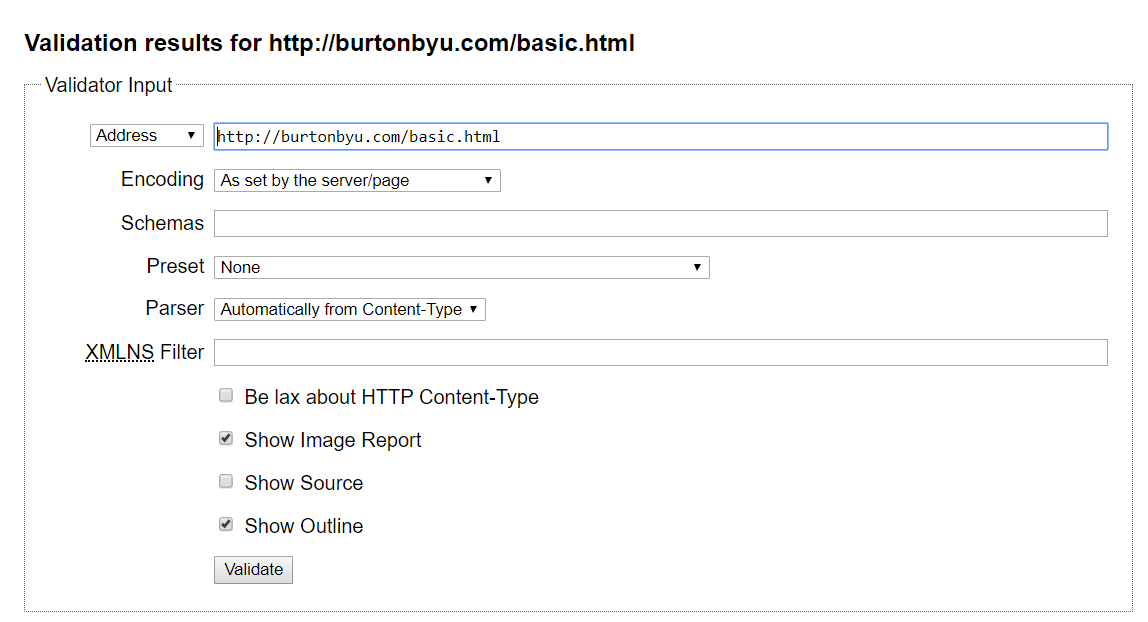 Validation results for http://burtonbyu.com/basic.html
Validator Input
Address http://burtonbyu.com/basic.html
Encoding As set by the server/page
Schemas
Preset None
Parser Automatically from Content-Type
XMLNS Filter
Be lax about HTTP Content-Type
Show Image Report
Show Source
Show Outline
Validate